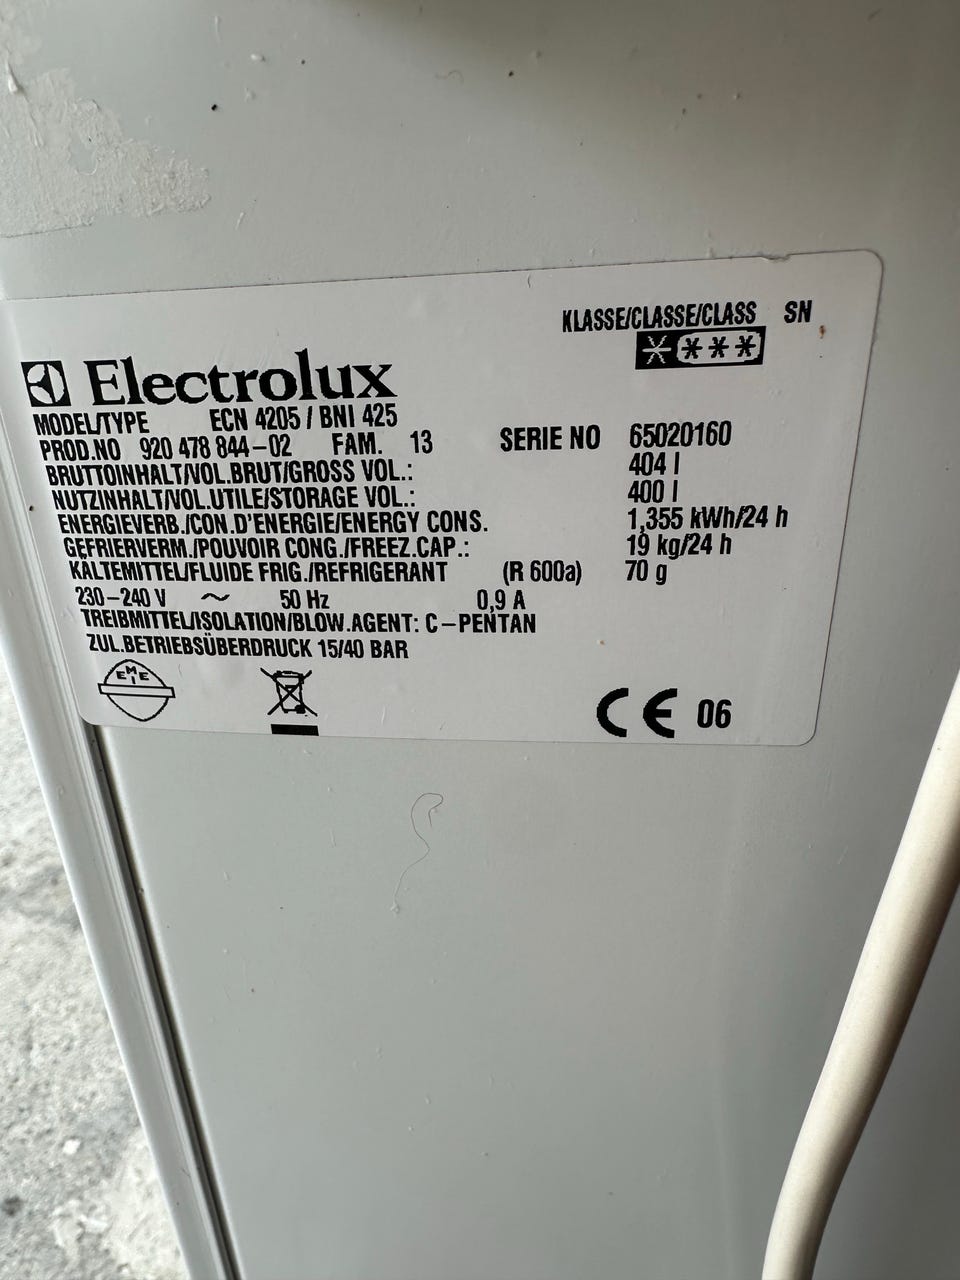 KLASSE/CLASSE/CLASS SN
Electrolux
MODEL/TYPE ECN 4205 / BNI 425
PROD.NO 920 478 844-02 FAM. 13 SERIE NO 65020160
BRUTTOINHALT/VOL.BRUT/GROSS VOL.: 404 l
NUTZINHALT/VOL.UTILE/STORAGE VOL.: 400 l
ENERGIEVERB./CON.D'ENERGIE/ENERGY CONS. 1,355 kWh/24 h
GEFRIERVERM./POUVOIR CONG./FREEZ.CAP.: 19 kg/24 h
KÄLTEMITTEL/FLUIDE FRIG./REFRIGERANT (R 600a) 70 g
230-240 V ~ 50 Hz 0,9 A
TREIBMITTEL/ISOLATION/BLOW.AGENT: C-PENTAN
ZUL.BETRIEBSÜBERDRUCK 15/40 BAR
EMEI
CE 06